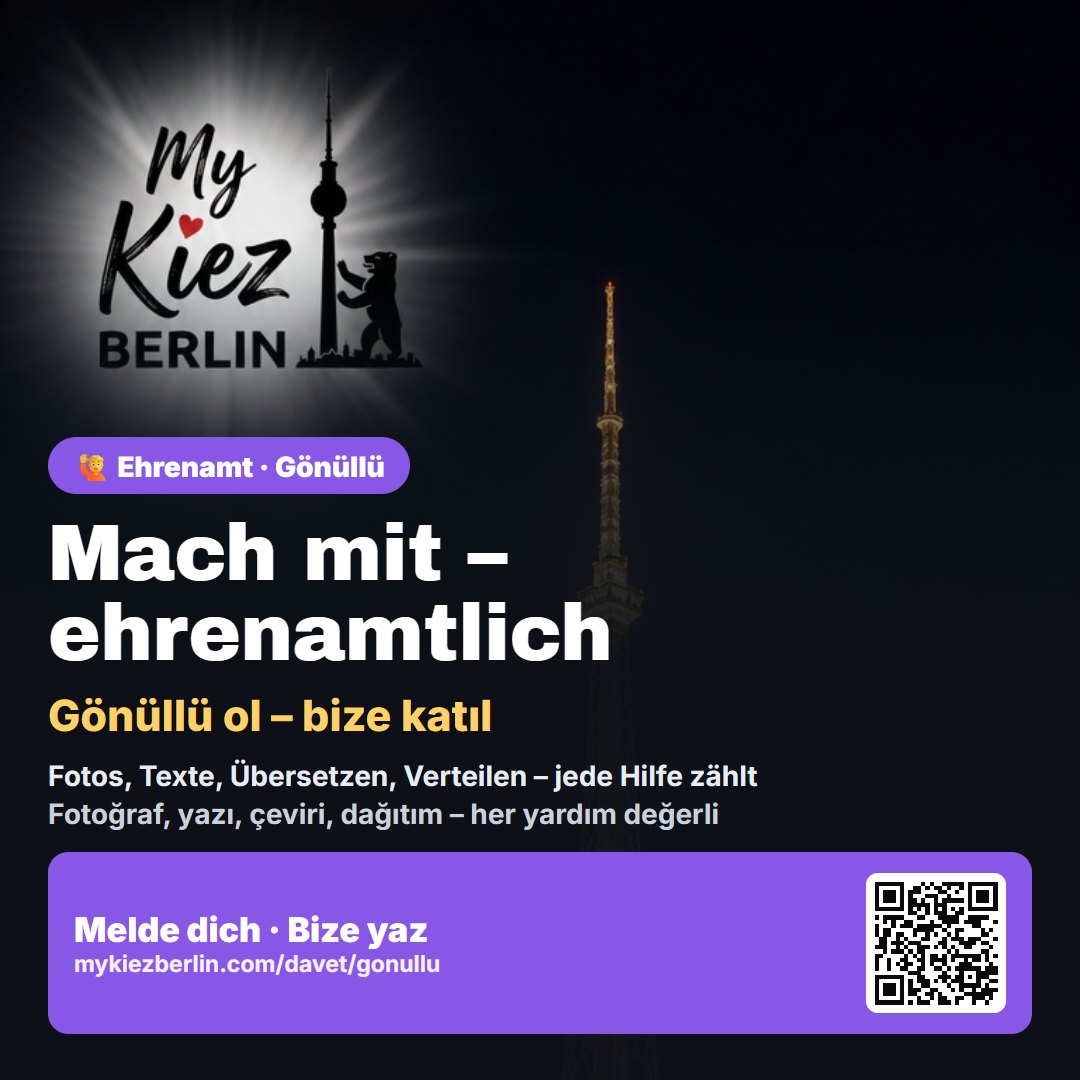 My
Kiez
BERLIN
🙋 Ehrenamt · Gönüllü
Mach mit –
ehrenamtlich
Gönüllü ol – bize katıl
Fotos, Texte, Übersetzen, Verteilen – jede Hilfe zählt
Fotoğraf, yazı, çeviri, dağıtım – her yardım değerli
Melde dich · Bize yaz
mykiezberlin.com/davet/gonullu